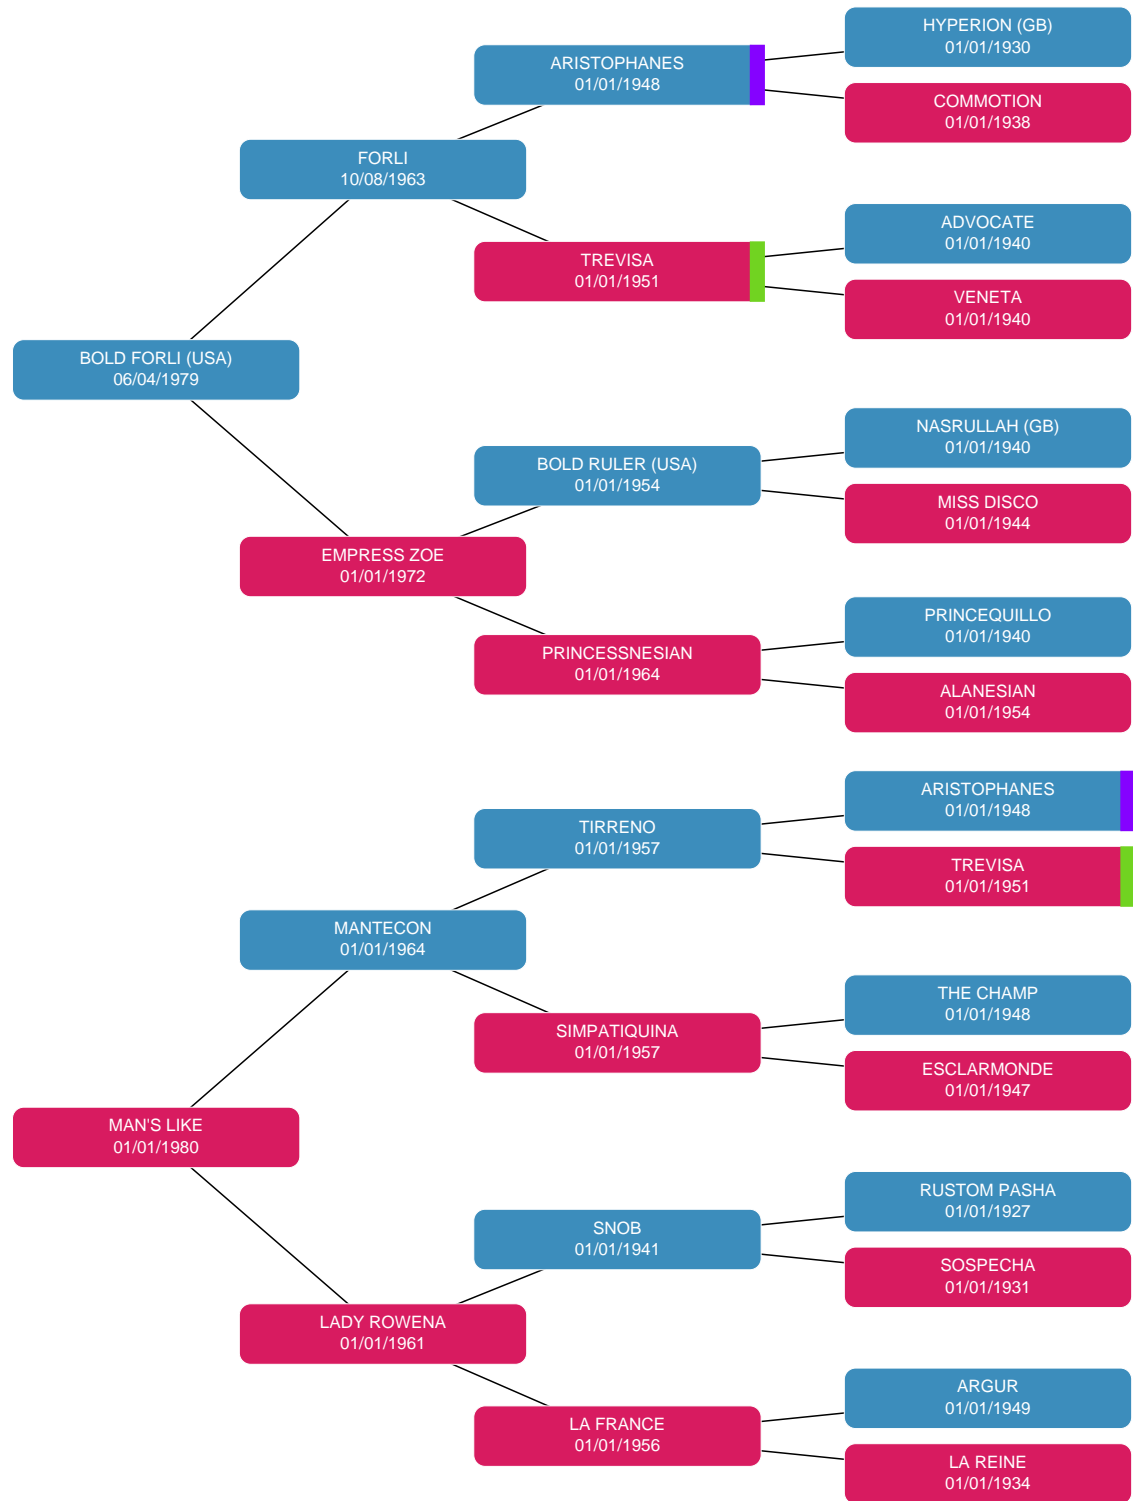 HYPERION (GB)
01/01/1930
ARISTOPHANES
01/01/1948
COMMOTION
01/01/1938
FORLI
10/08/1963
ADVOCATE
01/01/1940
TREVISA
01/01/1951
VENETA
01/01/1940
BOLD FORLI (USA)
06/04/1979
NASRULLAH (GB)
01/01/1940
BOLD RULER (USA)
01/01/1954
MISS DISCO
01/01/1944
EMPRESS ZOE
01/01/1972
PRINCEQUILLO
01/01/1940
PRINCESSNESIAN
01/01/1964
ALANESIAN
01/01/1954
ARISTOPHANES
01/01/1948
TIRRENO
01/01/1957
TREVISA
01/01/1951
MANTECON
01/01/1964
THE CHAMP
01/01/1948
SIMPATIQUINA
01/01/1957
ESCLARMONDE
01/01/1947
MAN'S LIKE
01/01/1980
RUSTOM PASHA
01/01/1927
SNOB
01/01/1941
SOSPECHA
01/01/1931
LADY ROWENA
01/01/1961
ARGUR
01/01/1949
LA FRANCE
01/01/1956
LA REINE
01/01/1934